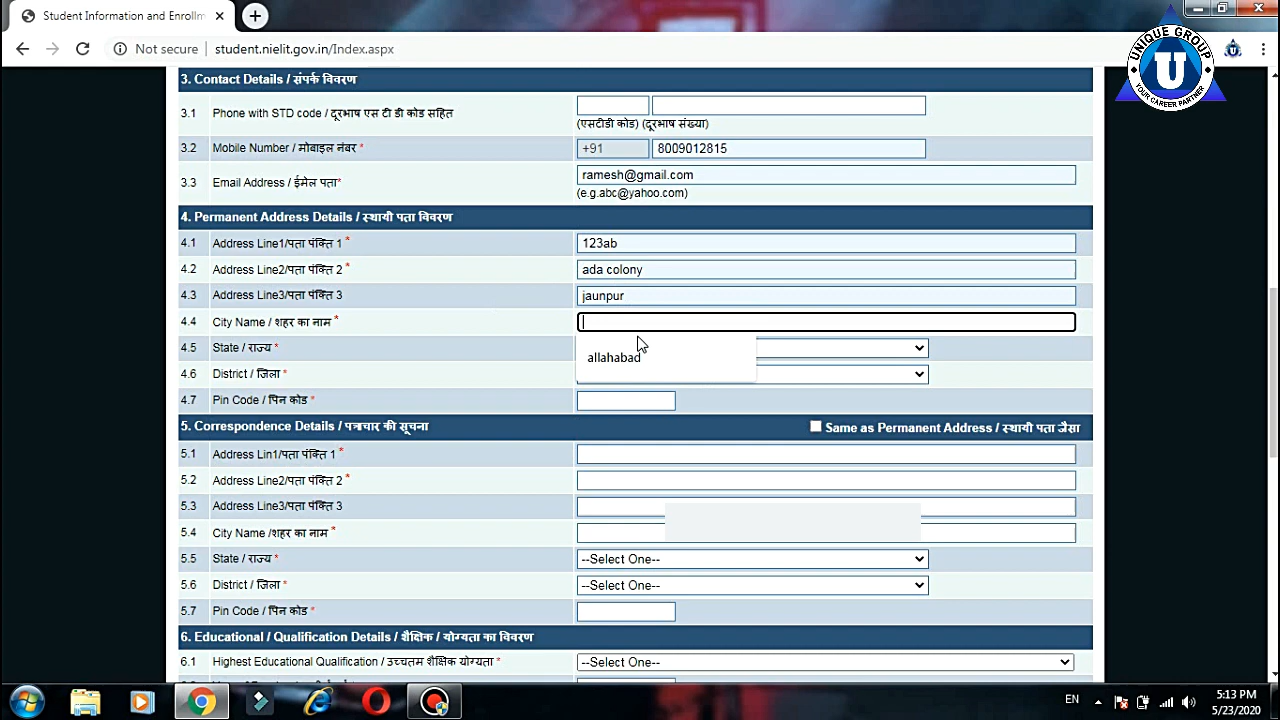 Student Information and Enrollm
Not secure
student.nielit.gov.in/Index.aspx
UNIQUE GROUP
U
YOUR CAREER PARTNER
3. Contact Details / संपर्क विवरण
3.1 Phone with STD code / दूरभाष एस टी डी कोड सहित
(एसटीडी कोड) (दूरभाष संख्या)
3.2 Mobile Number / मोबाइल नंबर * +91 8009012815
3.3 Email Address / ईमेल पता* ramesh@gmail.com
(e.g.abc@yahoo.com)
4. Permanent Address Details / स्थायी पता विवरण
4.1 Address Line1/पता पंक्ति 1 * 123ab
4.2 Address Line2/पता पंक्ति 2 * ada colony
4.3 Address Line3/पता पंक्ति 3 jaunpur
4.4 City Name / शहर का नाम *
4.5 State / राज्य *
allahabad
4.6 District / जिला *
4.7 Pin Code / पिन कोड *
5. Correspondence Details / पत्राचार की सूचना Same as Permanent Address / स्थायी पता जैसा
5.1 Address Lin1/पता पंक्ति 1 *
5.2 Address Line2/पता पंक्ति 2 *
5.3 Address Line3/पता पंक्ति 3
5.4 City Name /शहर का नाम *
5.5 State / राज्य * --Select One--
5.6 District / जिला * --Select One--
5.7 Pin Code / पिन कोड *
6. Educational / Qualification Details / शैक्षिक / योग्यता का विवरण
6.1 Highest Educational Qualification / उच्चतम शैक्षिक योग्यता * --Select One--
EN
5:13 PM
5/23/2020